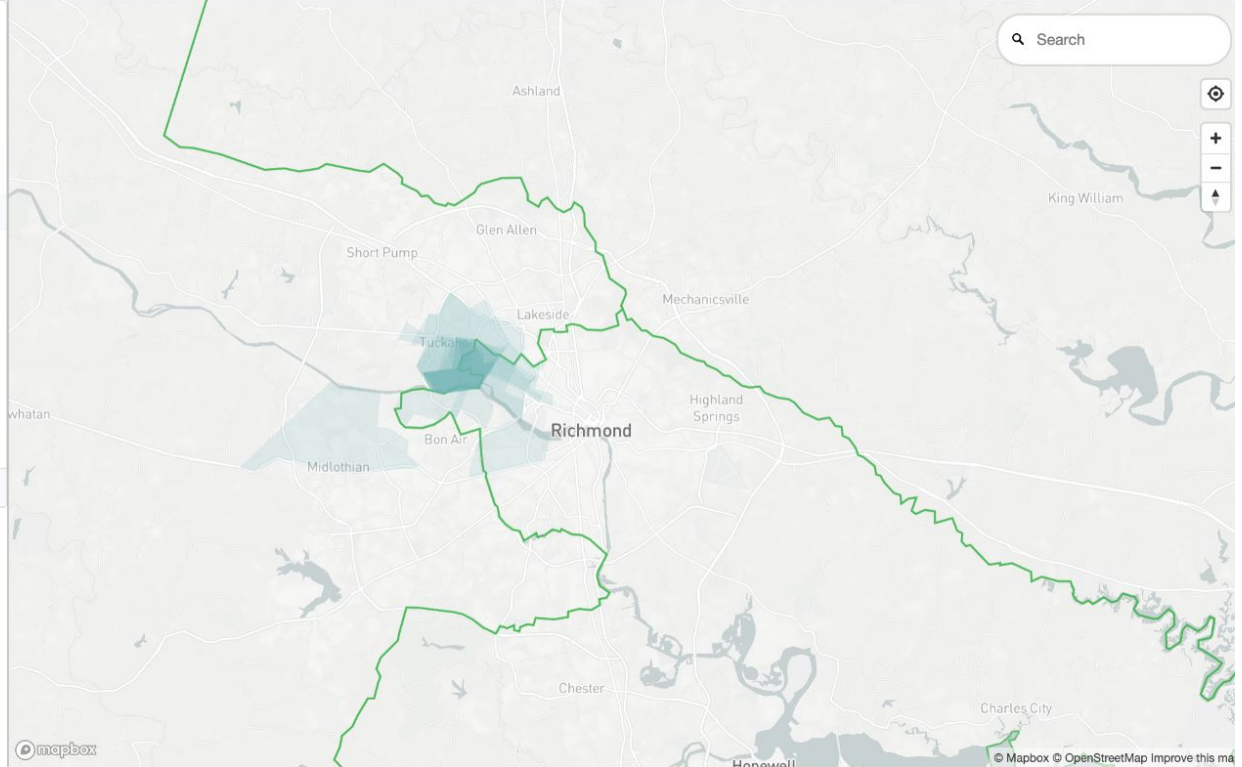 Search
Ashland
King William
Glen Allen
Short Pump
Mechanicsville
Lakeside
Highland
Springs
whatan
Richmond
Bon Air
Midlothian
Chester
Charles City
mapbox
© Mapbox © OpenStreetMap Improve this ma